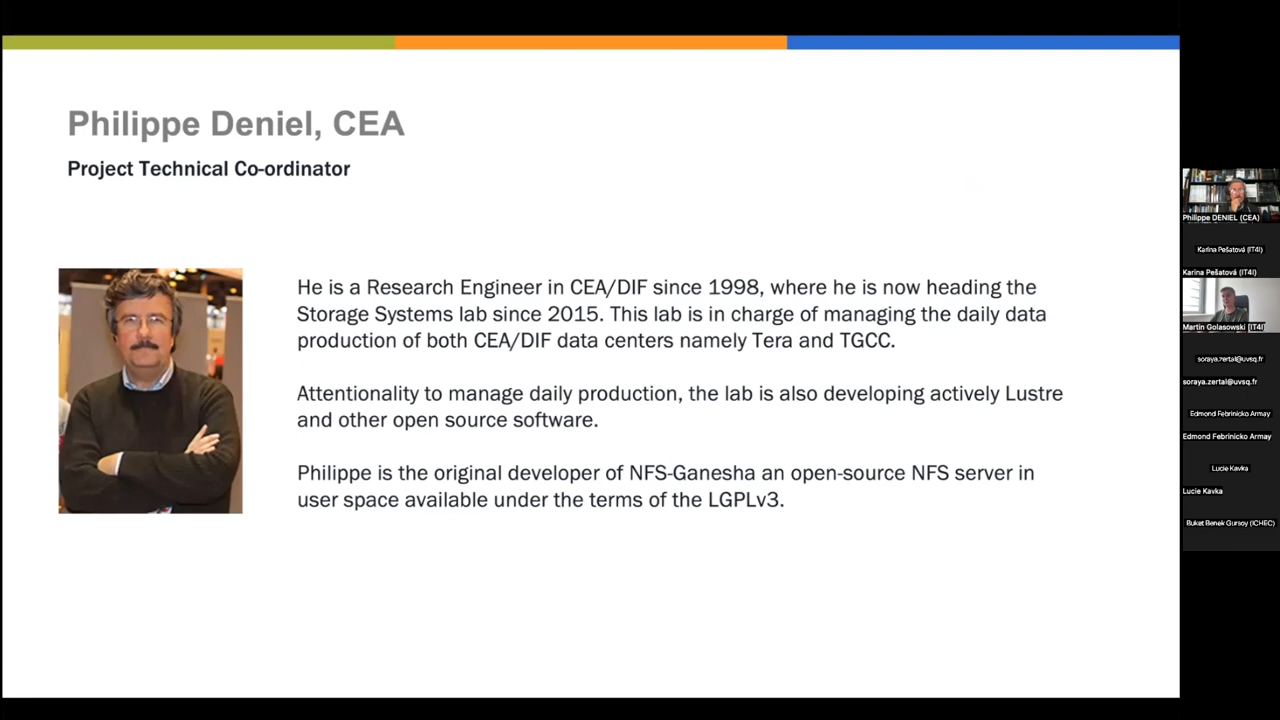 Philippe Deniel, CEA
Project Technical Co-ordinator
He is a Research Engineer in CEA/DIF since 1998, where he is now heading the
Storage Systems lab since 2015. This lab is in charge of managing the daily data
production of both CEA/DIF data centers namely Tera and TGCC.
Attentionality to manage daily production, the lab is also developing actively Lustre
and other open source software.
Philippe is the original developer of NFS-Ganesha an open-source NFS server in
user space available under the terms of the LGPLv3.
Philippe DENIEL (CEA)
Karina Pešatová (IT4I)
Karina Pešatová (IT4I)
Martin Golasowski [IT4I]
soraya.zertal@uvsq.fr
soraya.zertal@uvsq.fr
Edmond Febrinicko Armay
Edmond Febrinicko Armay
Lucie Kavka
Lucie Kavka
Buket Benek Gursoy (ICHEC)